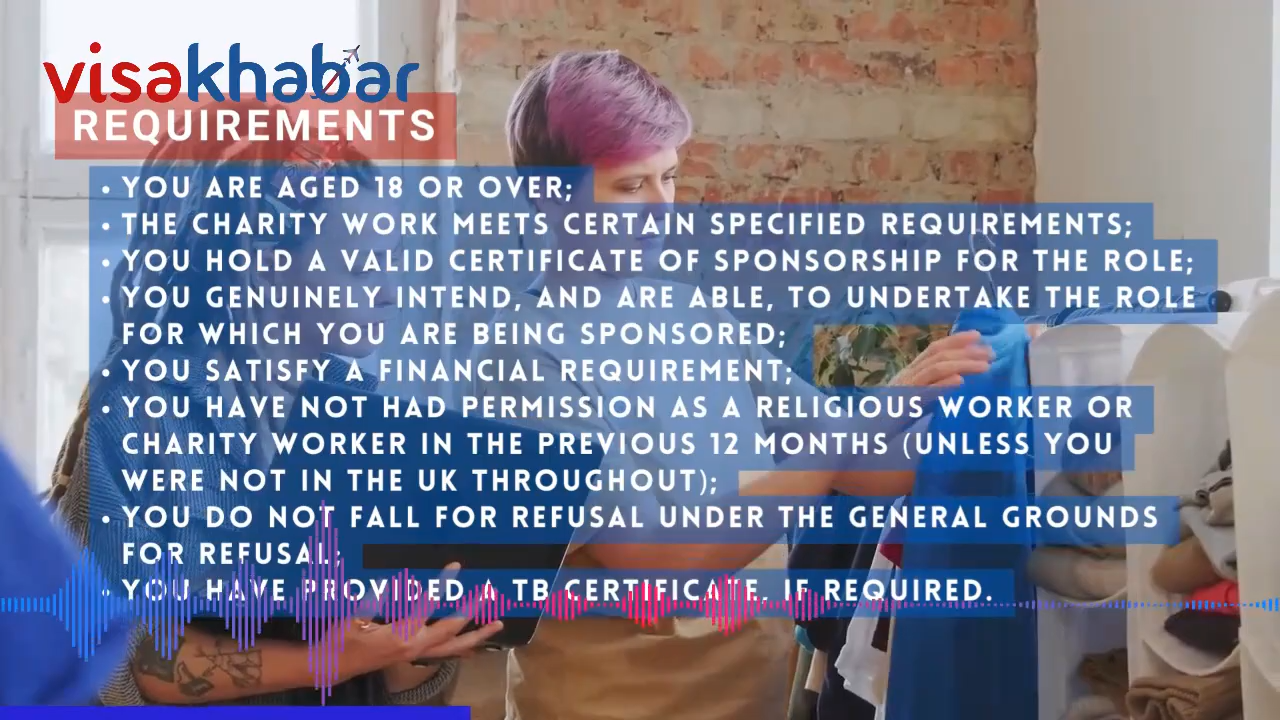 visakhabar
REQUIREMENTS
• YOU ARE AGED 18 OR OVER;
• THE CHARITY WORK MEETS CERTAIN SPECIFIED REQUIREMENTS;
• YOU HOLD A VALID CERTIFICATE OF SPONSORSHIP FOR THE ROLE;
• YOU GENUINELY INTEND, AND ARE ABLE, TO UNDERTAKE THE ROLE
FOR WHICH YOU ARE BEING SPONSORED;
• YOU SATISFY A FINANCIAL REQUIREMENT;
• YOU HAVE NOT HAD PERMISSION AS A RELIGIOUS WORKER OR
CHARITY WORKER IN THE PREVIOUS 12 MONTHS (UNLESS YOU
WERE NOT IN THE UK THROUGHOUT);
• YOU DO NOT FALL FOR REFUSAL UNDER THE GENERAL GROUNDS
FOR REFUSAL;
• YOU HAVE PROVIDED A TB CERTIFICATE, IF REQUIRED.